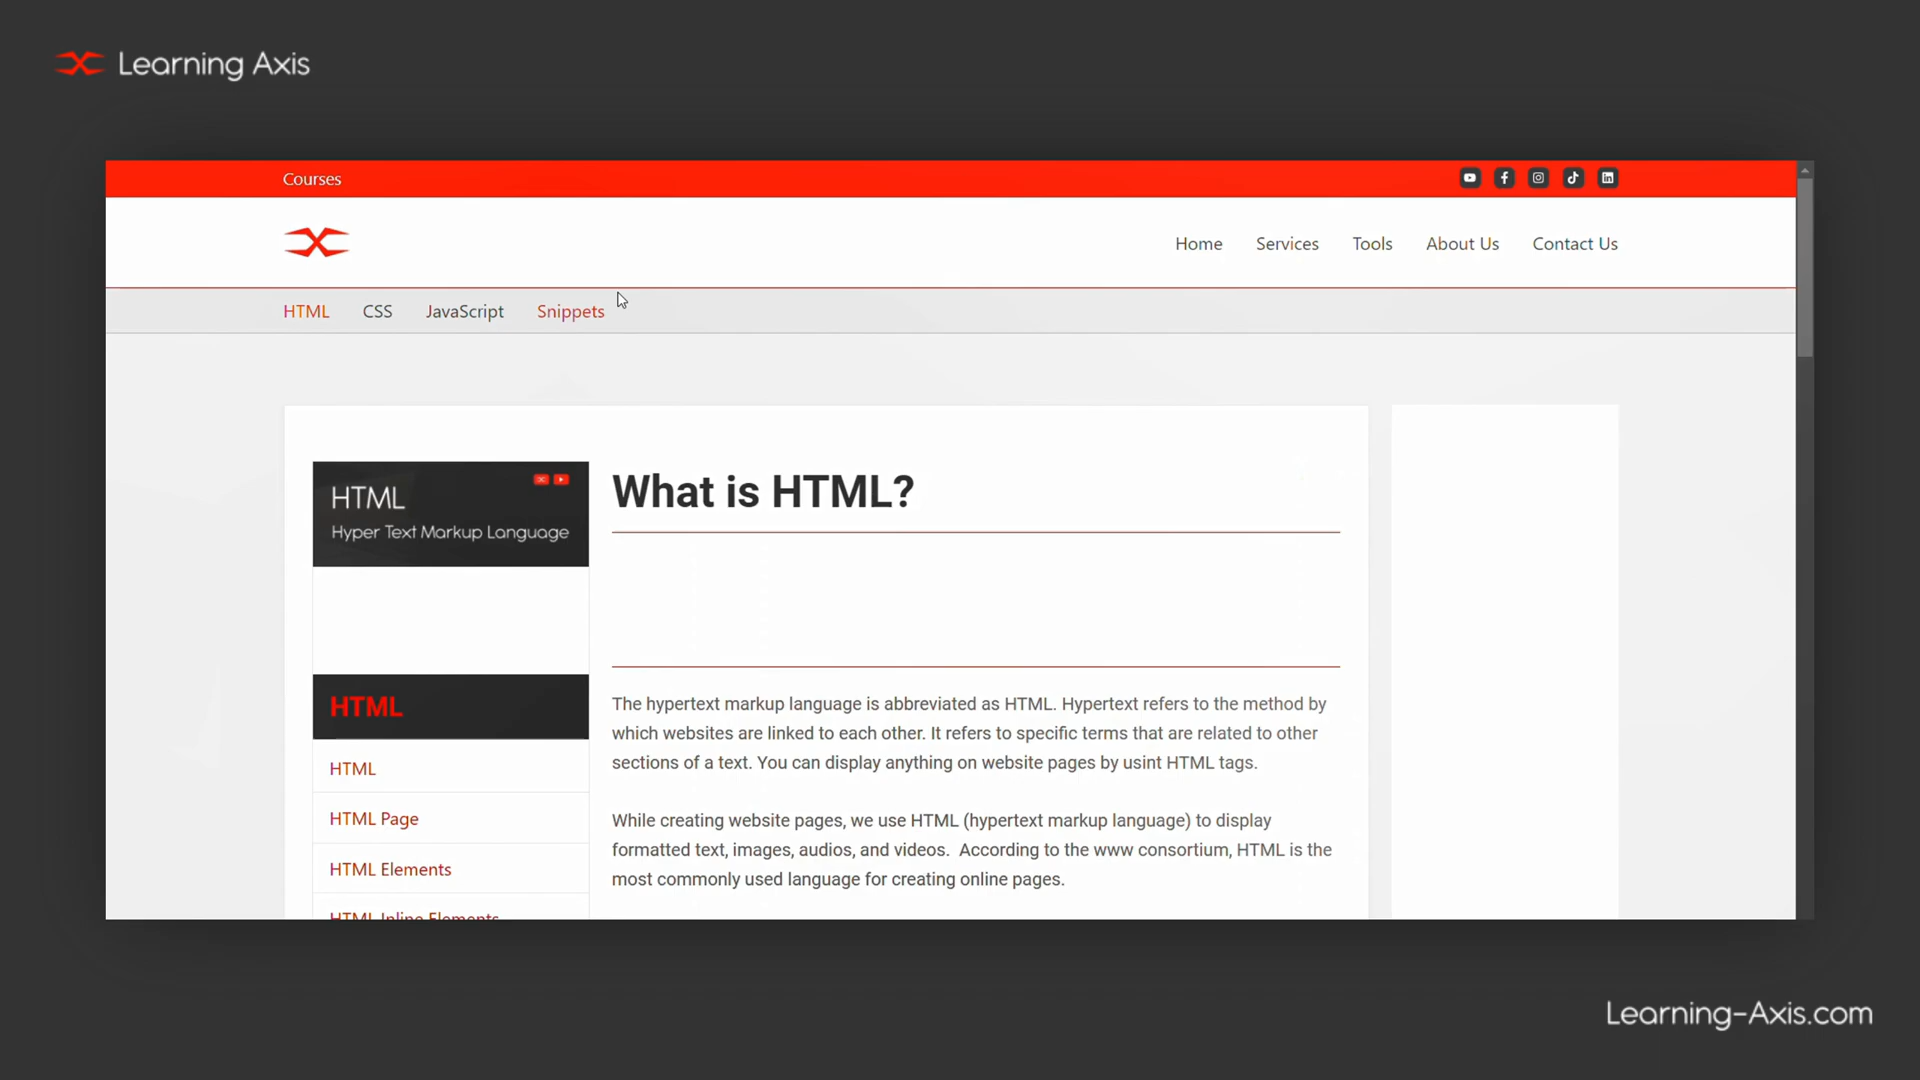 Learning Axis
Courses
Home Services Tools About Us Contact Us
HTML CSS JavaScript Snippets
HTML
Hyper Text Markup Language
HTML
HTML
HTML Page
HTML Elements
HTML Inline Elements
What is HTML?
The hypertext markup language is abbreviated as HTML. Hypertext refers to the method by
which websites are linked to each other. It refers to specific terms that are related to other
sections of a text. You can display anything on website pages by usint HTML tags.
While creating website pages, we use HTML (hypertext markup language) to display
formatted text, images, audios, and videos.  According to the www consortium, HTML is the
most commonly used language for creating online pages.
Learning-Axis.com